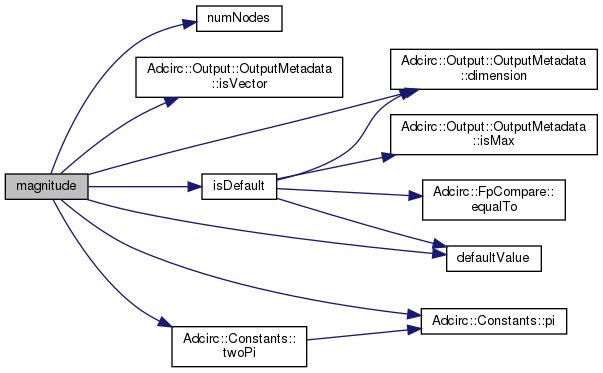 numNodes
Adcirc::Output::OutputMetadata
::isVector
Adcirc::Output::OutputMetadata
::dimension
Adcirc::Output::OutputMetadata
::isMax
magnitude
isDefault
Adcirc::FpCompare::
equalTo
defaultValue
Adcirc::Constants::pi
Adcirc::Constants::
twoPi